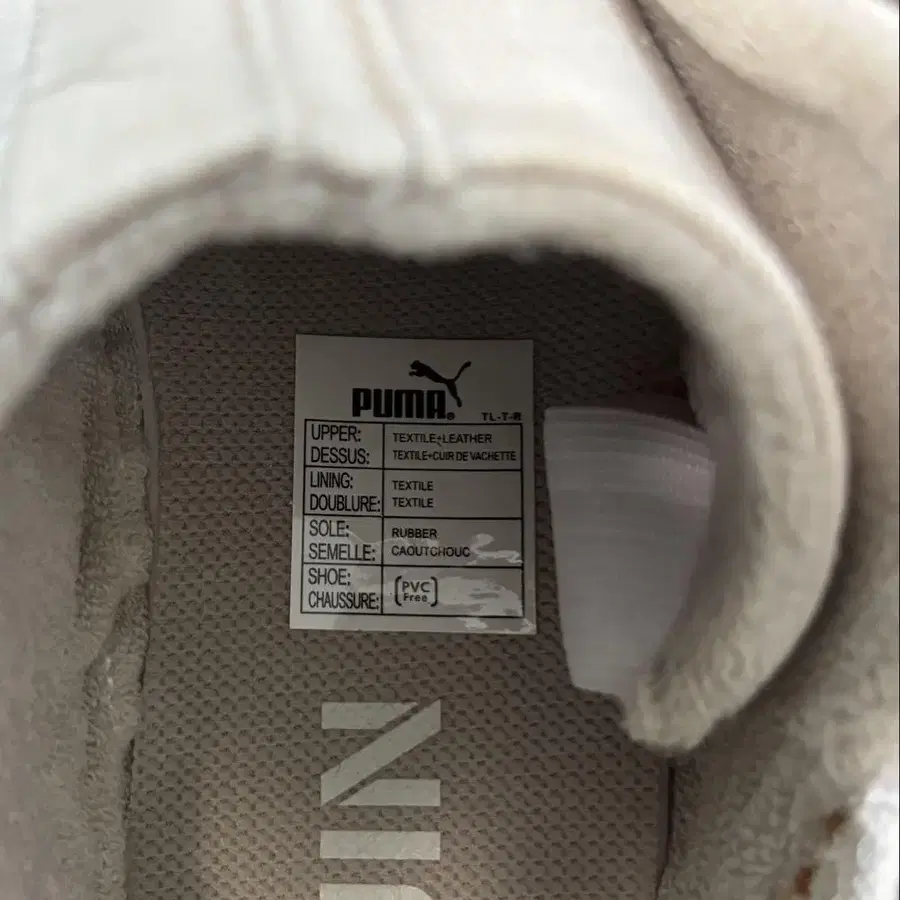 PUMA®
TL-T-R
UPPER: TEXTILE+LEATHER
DESSUS: TEXTILE+CUIR DE VACHETTE
LINING: TEXTILE
DOUBLURE: TEXTILE
SOLE: RUBBER
SEMELLE: CAOUTCHOUC
SHOE: PVC
CHAUSSURE: Free